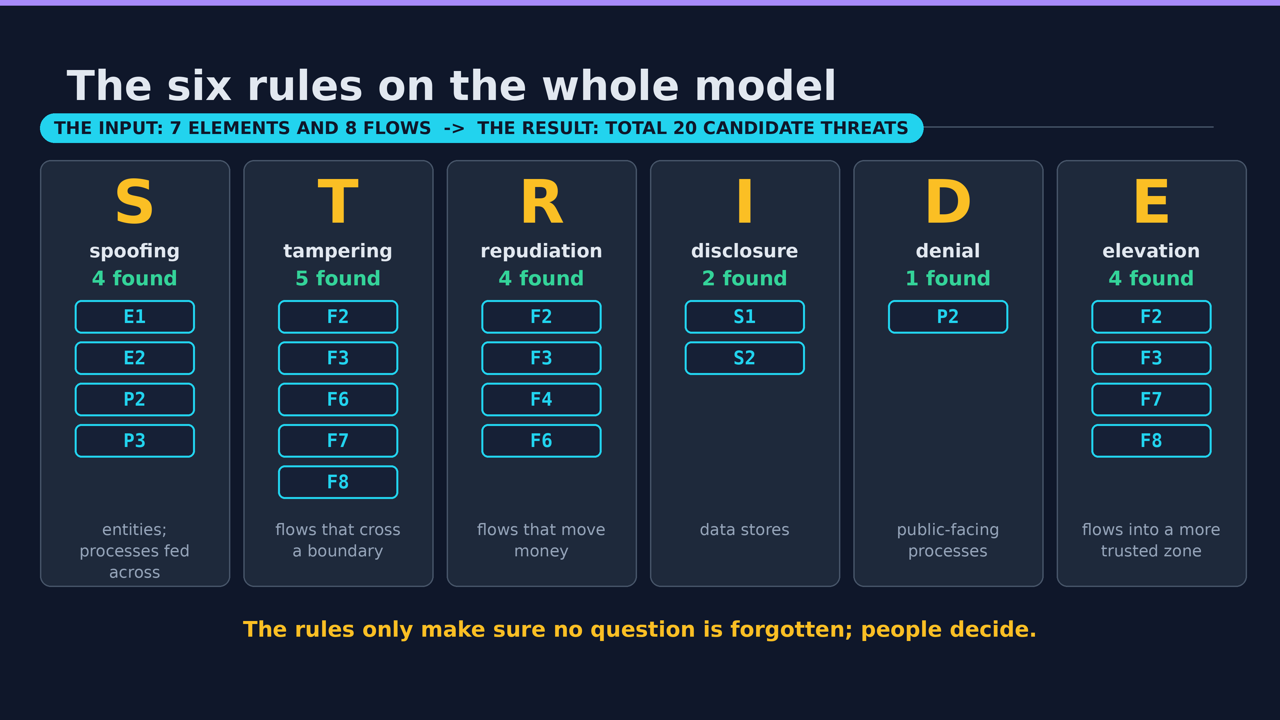 The six rules on the whole model
THE INPUT: 7 ELEMENTS AND 8 FLOWS -> THE RESULT: TOTAL 20 CANDIDATE THREATS
S
spoofing
4 found
E1
E2
P2
P3
entities;
processes fed
across
T
tampering
5 found
F2
F3
F6
F7
F8
flows that cross
a boundary
R
repudiation
4 found
F2
F3
F4
F6
flows that move
money
I
disclosure
2 found
S1
S2
data stores
D
denial
1 found
P2
public-facing
processes
E
elevation
4 found
F2
F3
F7
F8
flows into a more
trusted zone
The rules only make sure no question is forgotten; people decide.